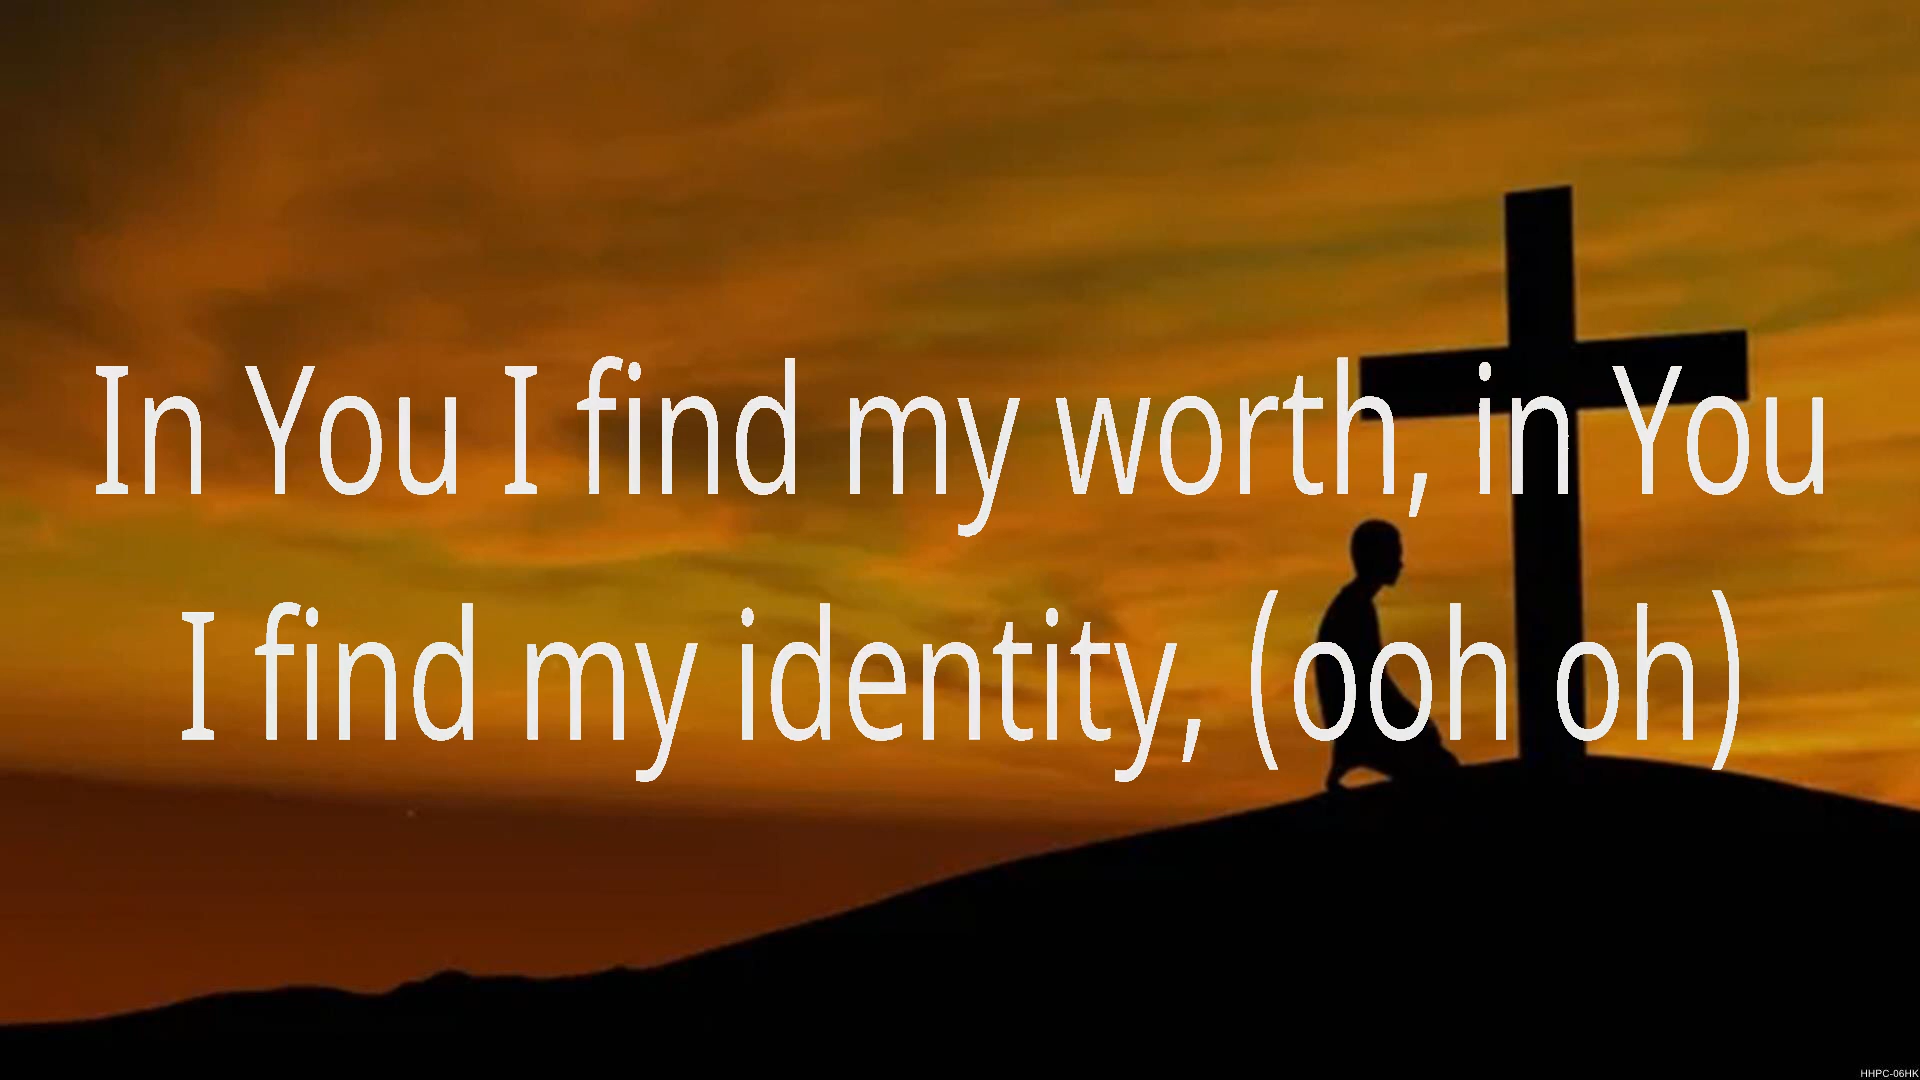 In You I find my worth, in You
I find my identity, (ooh oh)
HHPC-06HK